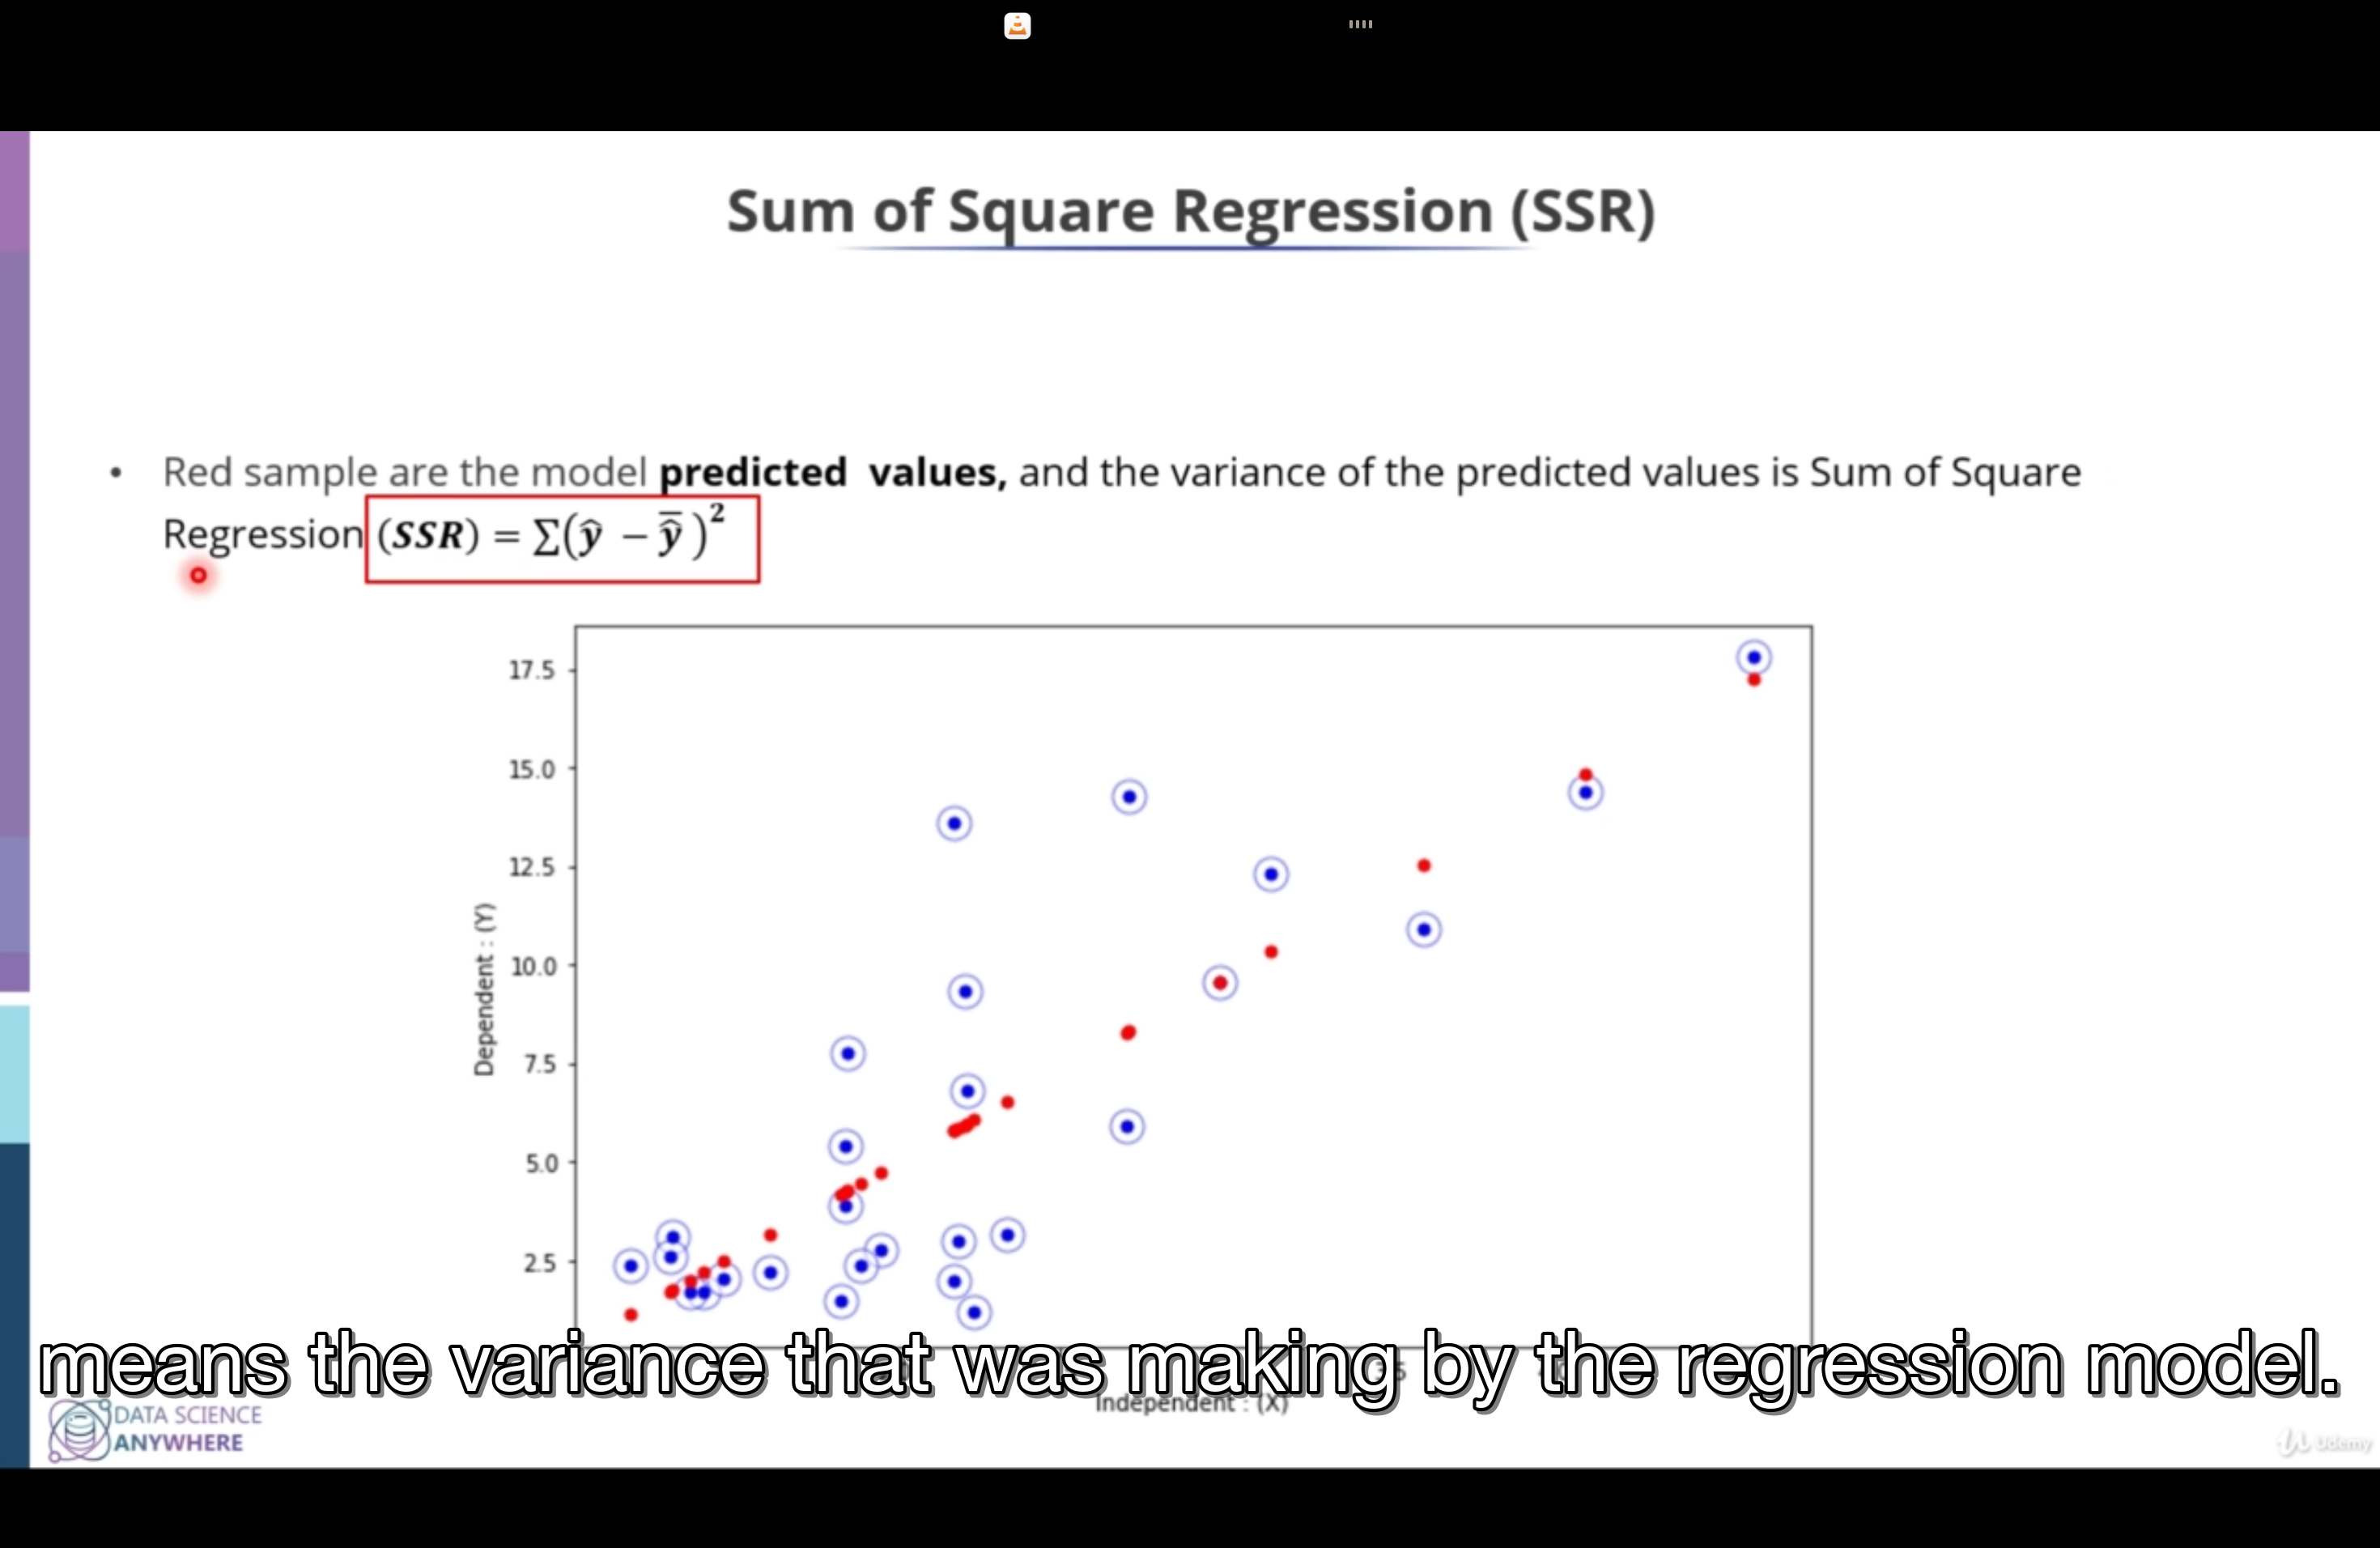 Sum of Square Regression (SSR)
• Red sample are the model predicted values, and the variance of the predicted values is Sum of Square
Regression (SSR) = ∑(ŷ − ŷ̅ )²
17.5
15.0
12.5
10.0
7.5
5.0
2.5
Dependent : (Y)
means the variance that was making by the regression model.
Independent : (X)
DATA SCIENCE
ANYWHERE
Udemy